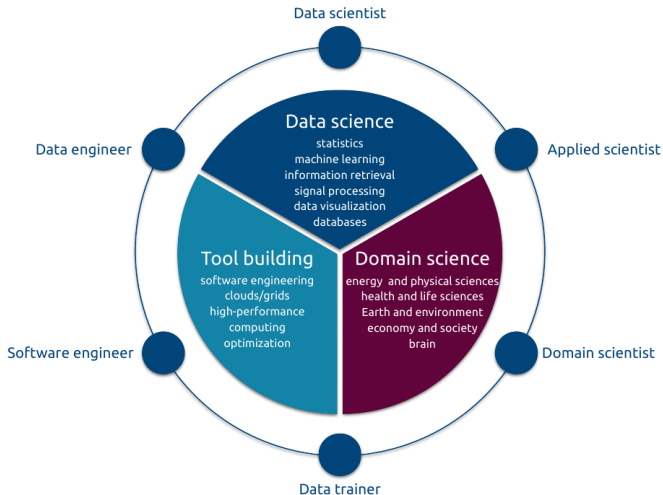 Data scientist
Data engineer
Applied scientist
Data science
statistics
machine learning
information retrieval
signal processing
data visualization
databases
Tool building
software engineering
clouds/grids
high-performance
computing
optimization
Domain science
energy and physical sciences
health and life sciences
Earth and environment
economy and society
brain
Software engineer
Domain scientist
Data trainer